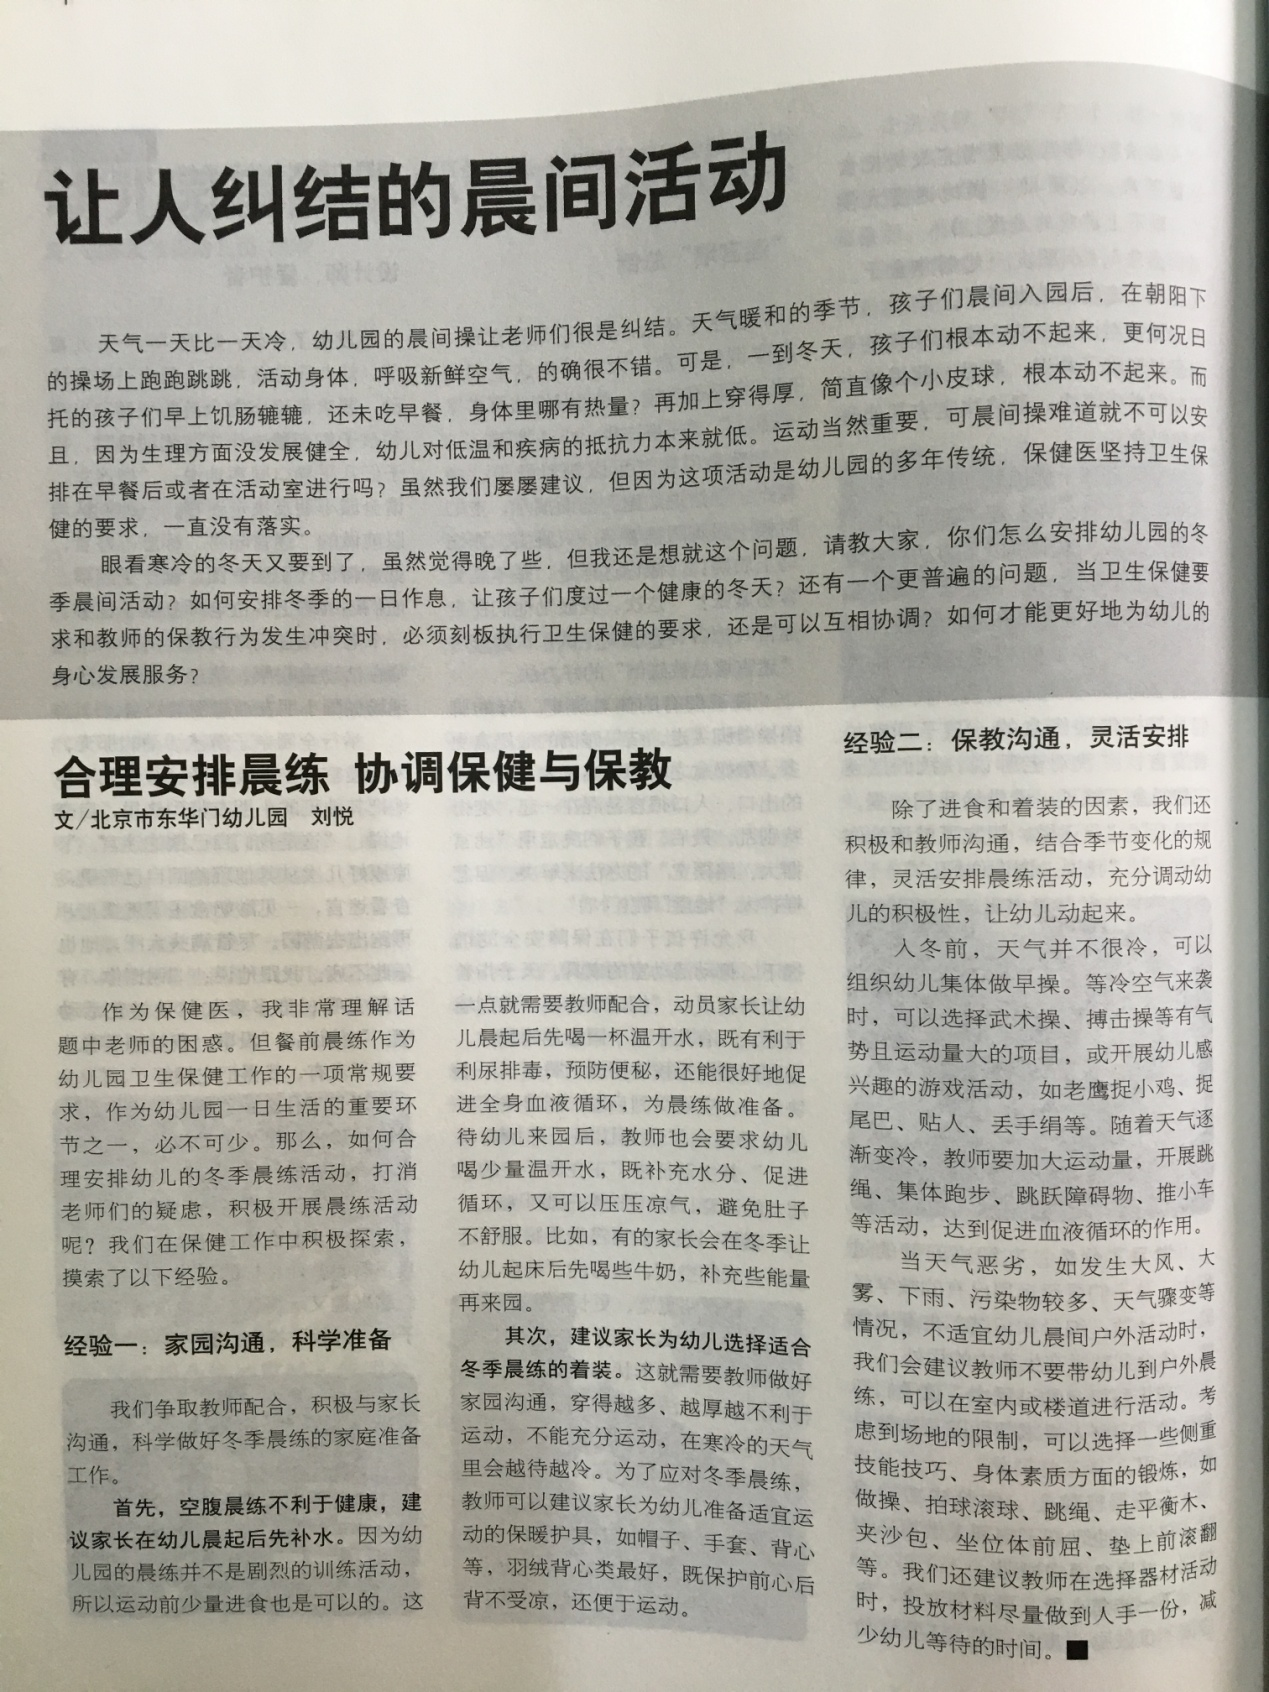 让人纠结的晨间活动
天气一天比一天冷，幼儿园的晨间操让老师们很是纠结。天气暖和的季节，孩子们晨间入园后，在朝阳下
的操场上跑跑跳跳，活动身体，呼吸新鲜空气，的确很不错。可是，一到冬天，孩子们根本动不起来，更何况日
托的孩子们早上饥肠辘辘，还未吃早餐，身体里哪有热量？再加上穿得厚，简直像个小皮球，根本动不起来。而
且，因为生理方面没发展健全，幼儿对低温和疾病的抵抗力本来就低。运动当然重要，可晨间操难道就不可以安
排在早餐后或者在活动室进行吗？虽然我们屡屡建议，但因为这项活动是幼儿园的多年传统，保健医坚持卫生保
健的要求，一直没有落实。
眼看寒冷的冬天又要到了，虽然觉得晚了些，但我还是想就这个问题，请教大家，你们怎么安排幼儿园的冬
季晨间活动？如何安排冬季的一日作息，让孩子们度过一个健康的冬天？还有一个更普遍的问题，当卫生保健要
求和教师的保教行为发生冲突时，必须刻板执行卫生保健的要求，还是可以互相协调？如何才能更好地为幼儿的
身心发展服务？
合理安排晨练 协调保健与保教
文/北京市东华门幼儿园 刘悦
作为保健医，我非常理解话
题中老师的困惑。但餐前晨练作为
幼儿园卫生保健工作的一项常规要
求，作为幼儿园一日生活的重要环
节之一，必不可少。那么，如何合
理安排幼儿的冬季晨练活动，打消
老师们的疑虑，积极开展晨练活动
呢？我们在保健工作中积极探索，
摸索了以下经验。
经验一：家园沟通，科学准备
我们争取教师配合，积极与家长
沟通，科学做好冬季晨练的家庭准备
工作。
首先，空腹晨练不利于健康，建
议家长在幼儿晨起后先补水。因为幼
儿园的晨练并不是剧烈的训练活动，
所以运动前少量进食也是可以的。这
一点就需要教师配合，动员家长让幼
儿晨起后先喝一杯温开水，既有利于
利尿排毒，预防便秘，还能很好地促
进全身血液循环，为晨练做准备。
待幼儿来园后，教师也会要求幼儿
喝少量温开水，既补充水分、促进
循环，又可以压压凉气，避免肚子
不舒服。比如，有的家长会在冬季让
幼儿起床后先喝些牛奶，补充些能量
再来园。
其次，建议家长为幼儿选择适合
冬季晨练的着装。这就需要教师做好
家园沟通，穿得越多、越厚越不利于
运动，不能充分运动，在寒冷的天气
里会越待越冷。为了应对冬季晨练，
教师可以建议家长为幼儿准备适宜运
动的保暖护具，如帽子、手套、背心
等，羽绒背心类最好，既保护前心后
背不受凉，还便于运动。
经验二：保教沟通，灵活安排
除了进食和着装的因素，我们还
积极和教师沟通，结合季节变化的规
律，灵活安排晨练活动，充分调动幼
儿的积极性，让幼儿动起来。
入冬前，天气并不很冷，可以
组织幼儿集体做早操。等冷空气来袭
时，可以选择武术操、搏击操等有气
势且运动量大的项目，或开展幼儿感
兴趣的游戏活动，如老鹰捉小鸡、捉
尾巴、贴人、丢手绢等。随着天气逐
渐变冷，教师要加大运动量，开展跳
绳、集体跑步、跳跃障碍物、推小车
等活动，达到促进血液循环的作用。
当天气恶劣，如发生大风、大
雾、下雨、污染物较多、天气骤变等
情况，不适宜幼儿晨间户外活动时，
我们会建议教师不要带幼儿到户外晨
练，可以在室内或楼道进行活动。考
虑到场地的限制，可以选择一些侧重
技能技巧、身体素质方面的锻炼，如
做操、拍球滚球、跳绳、走平衡木、
夹沙包、坐位体前屈、垫上前滚翻
等。我们还建议教师在选择器材活动
时，投放材料尽量做到人手一份，减
少幼儿等待的时间。■